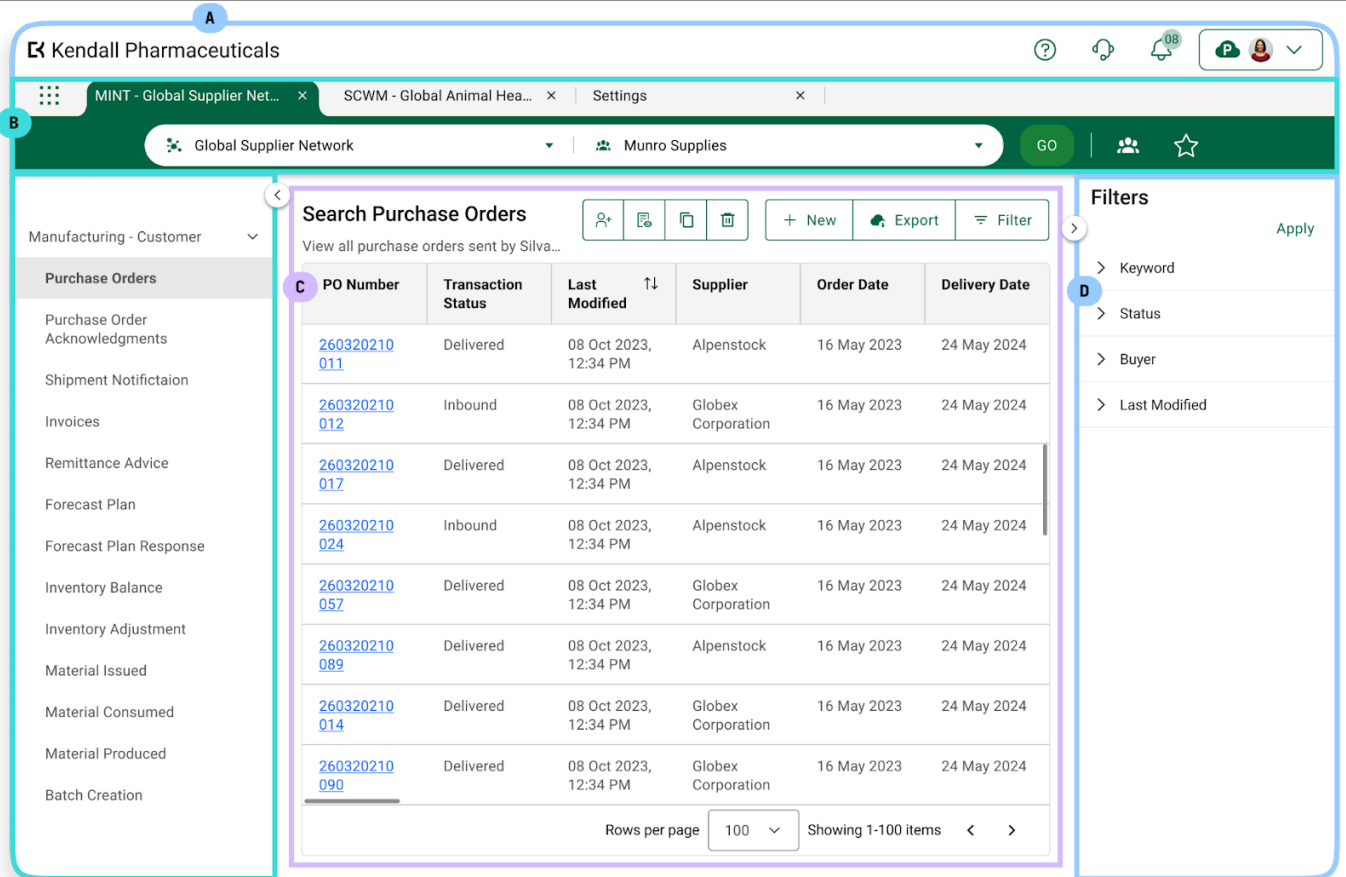 A
Kendall Pharmaceuticals
08
P
MINT - Global Supplier Net...
SCWM - Global Animal Hea...
Settings
B
Global Supplier Network
Munro Supplies
GO
Manufacturing - Customer
Purchase Orders
Purchase Order
Acknowledgments
Shipment Notifictaion
Invoices
Remittance Advice
Forecast Plan
Forecast Plan Response
Inventory Balance
Inventory Adjustment
Material Issued
Material Consumed
Material Produced
Batch Creation
Search Purchase Orders
View all purchase orders sent by Silva...
New
Export
Filter
C
PO Number
Transaction
Status
Last
Modified
Supplier
Order Date
Delivery Date
260320210
011
Delivered
08 Oct 2023,
12:34 PM
Alpenstock
16 May 2023
24 May 2024
260320210
012
Inbound
08 Oct 2023,
12:34 PM
Globex
Corporation
16 May 2023
24 May 2024
260320210
017
Delivered
08 Oct 2023,
12:34 PM
Alpenstock
16 May 2023
24 May 2024
260320210
024
Inbound
08 Oct 2023,
12:34 PM
Alpenstock
16 May 2023
24 May 2024
260320210
057
Delivered
08 Oct 2023,
12:34 PM
Globex
Corporation
16 May 2023
24 May 2024
260320210
089
Delivered
08 Oct 2023,
12:34 PM
Alpenstock
16 May 2023
24 May 2024
260320210
014
Delivered
08 Oct 2023,
12:34 PM
Globex
Corporation
16 May 2023
24 May 2024
260320210
090
Delivered
08 Oct 2023,
12:34 PM
Globex
Corporation
16 May 2023
24 May 2024
Rows per page
100
Showing 1-100 items
Filters
Apply
D
Keyword
Status
Buyer
Last Modified